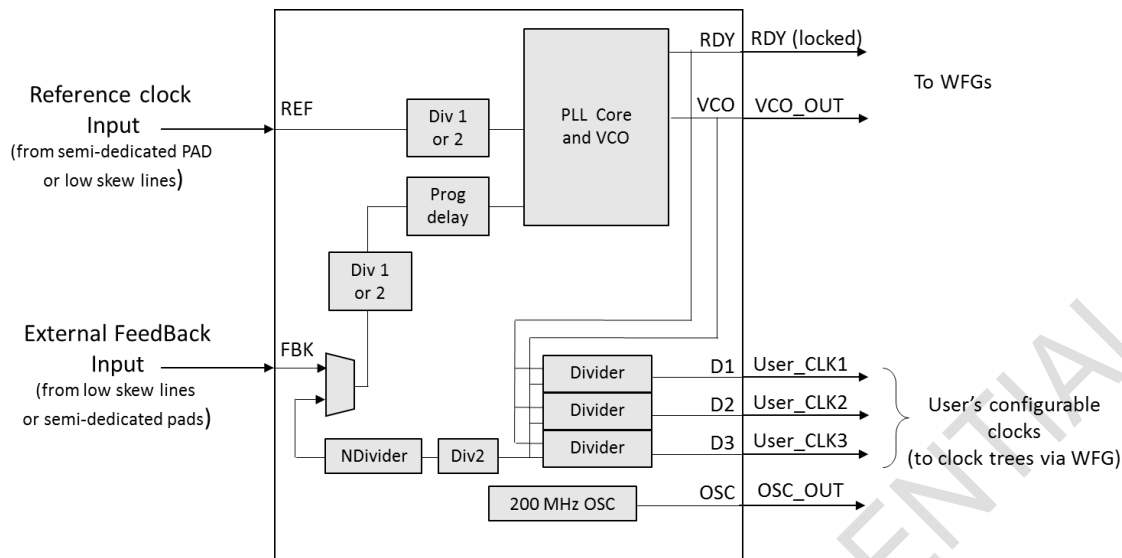 Reference clock
Input
(from semi-dedicated PAD
or low skew lines)
REF
Div 1
or 2
PLL Core
and VCO
RDY
RDY (locked)
VCO
VCO_OUT
To WFGs
Prog
delay
Div 1
or 2
External FeedBack
Input
(from low skew lines
or semi-dedicated pads)
FBK
NDivider
Div2
Divider
D1
User_CLK1
Divider
D2
User_CLK2
Divider
D3
User_CLK3
User's configurable
clocks
(to clock trees via WFG)
200 MHz OSC
OSC
OSC_OUT
ENTIAL